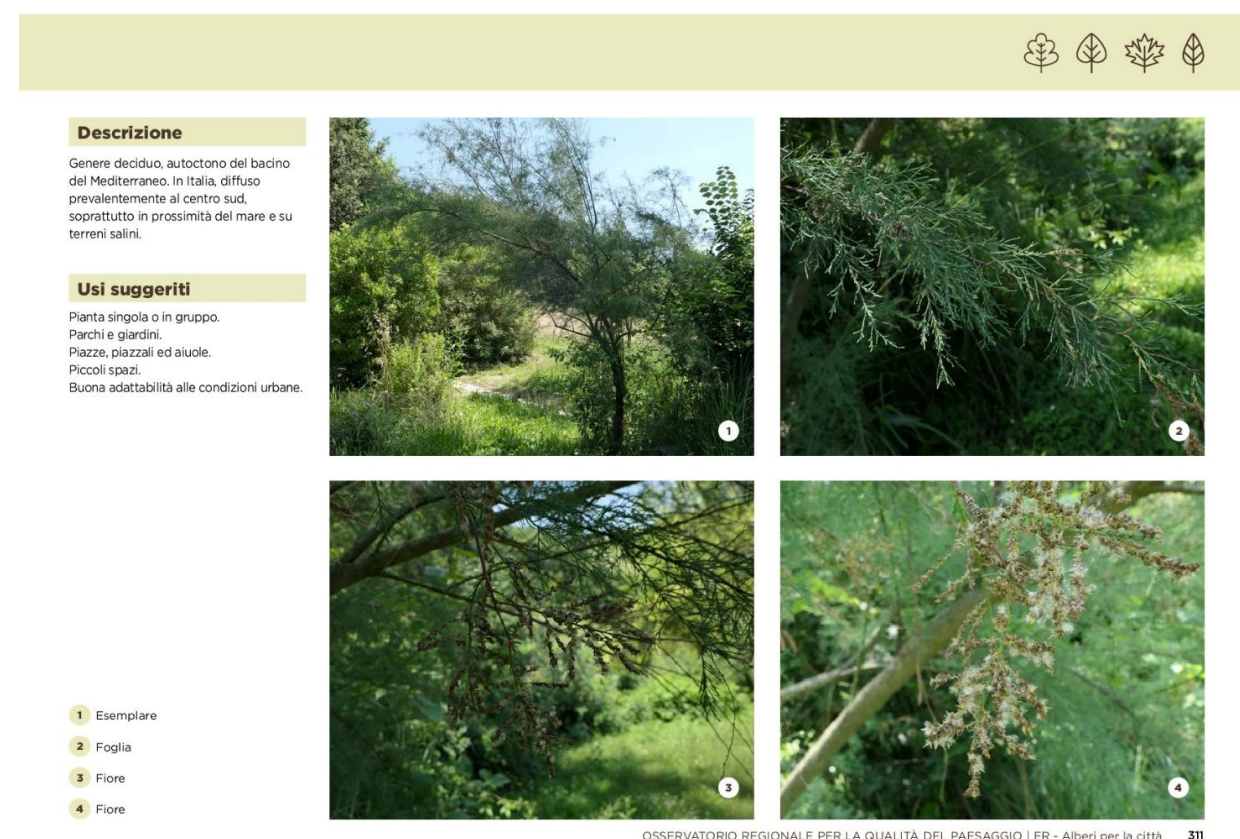 Descrizione
Genere deciduo, autoctono del bacino
del Mediterraneo. In Italia, diffuso
prevalentemente al centro sud,
soprattutto in prossimità del mare e su
terreni salini.
Usi suggeriti
Pianta singola o in gruppo.
Parchi e giardini.
Piazze, piazzali ed aiuole.
Piccoli spazi.
Buona adattabilità alle condizioni urbane.
1
2
3
4
1 Esemplare
2 Foglia
3 Fiore
4 Fiore
OSSERVATORIO REGIONALE PER LA QUALITÀ DEL PAESAGGIO | ER - Alberi per la città 311